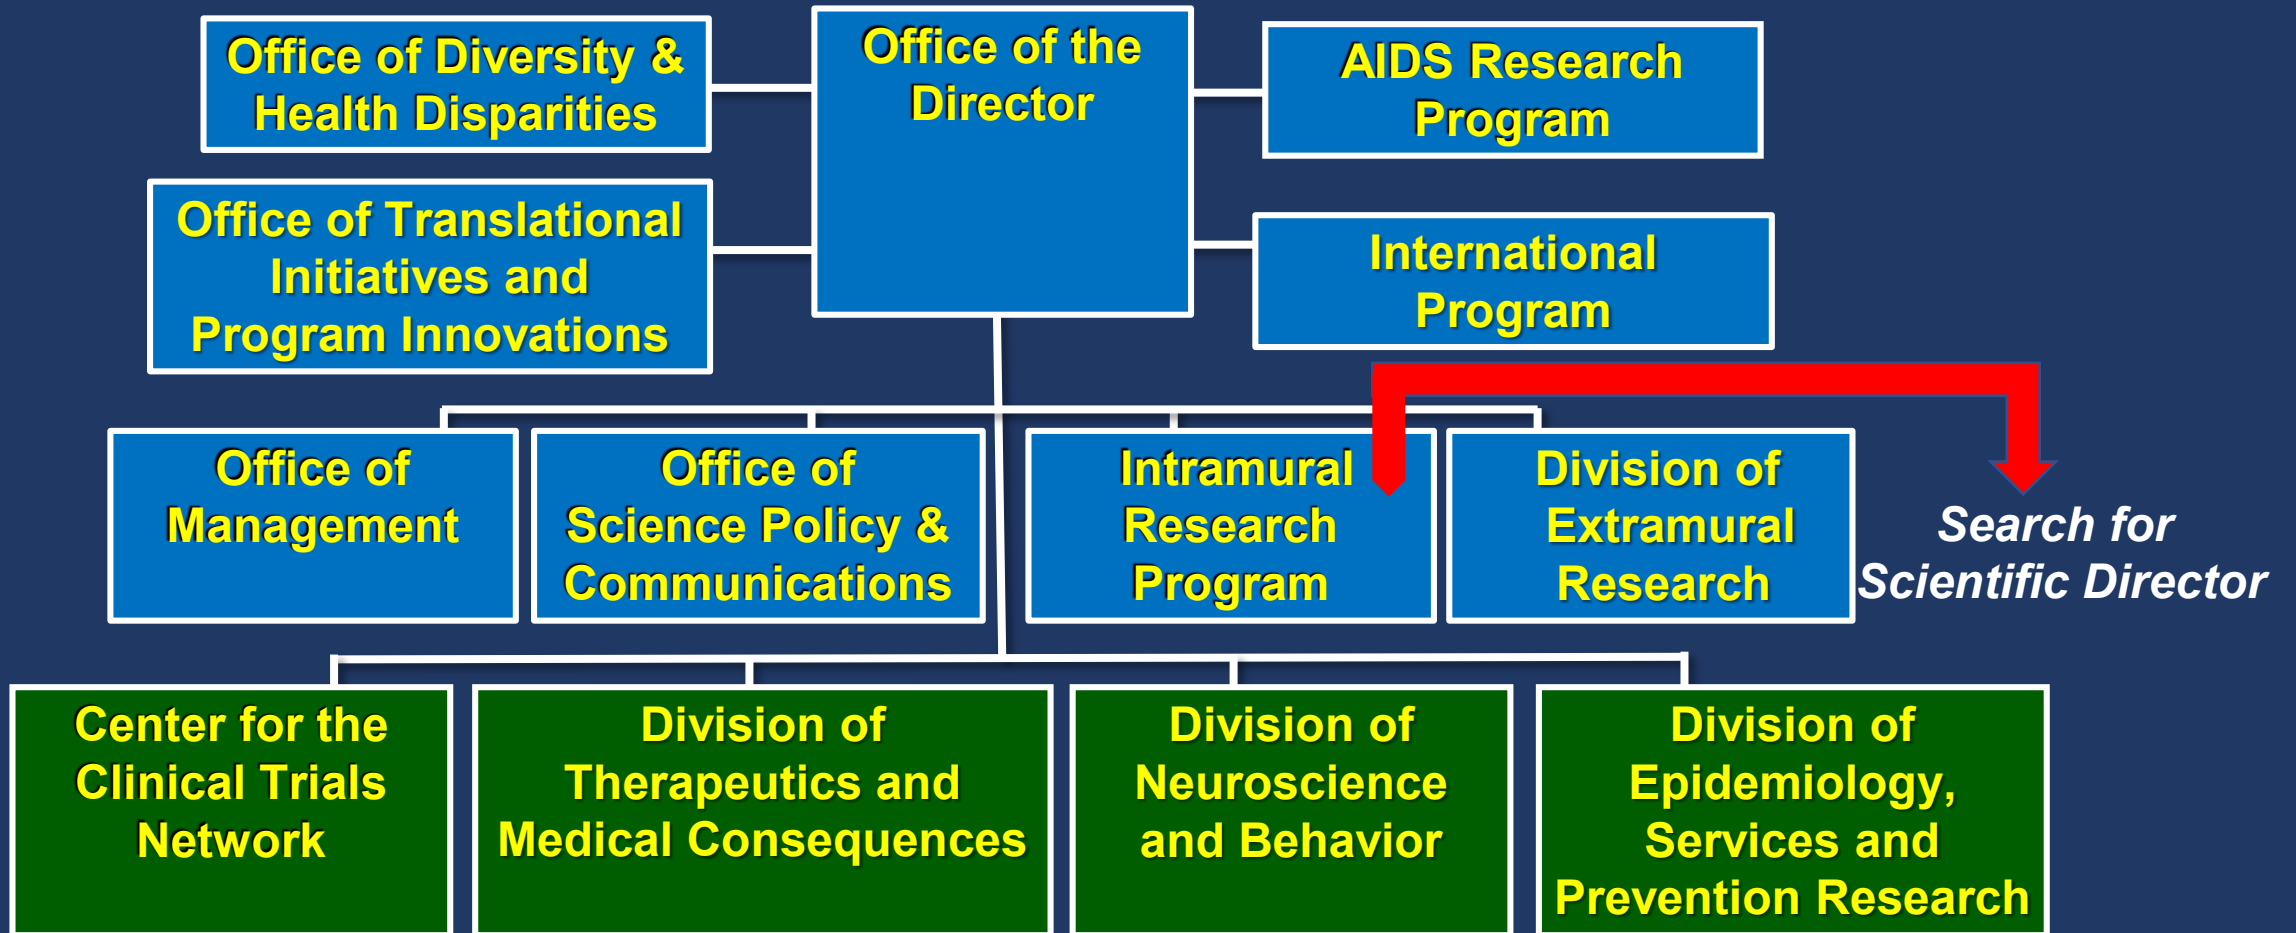 Office of Diversity &
Health Disparities
Office of the
Director
AIDS Research
Program
Office of Translational
Initiatives and
Program Innovations
International
Program
Office of
Management
Office of
Science Policy &
Communications
Intramural
Research
Program
Division of
Extramural
Research
Search for
Scientific Director
Center for the
Clinical Trials
Network
Division of
Therapeutics and
Medical Consequences
Division of
Neuroscience
and Behavior
Division of
Epidemiology,
Services and
Prevention Research